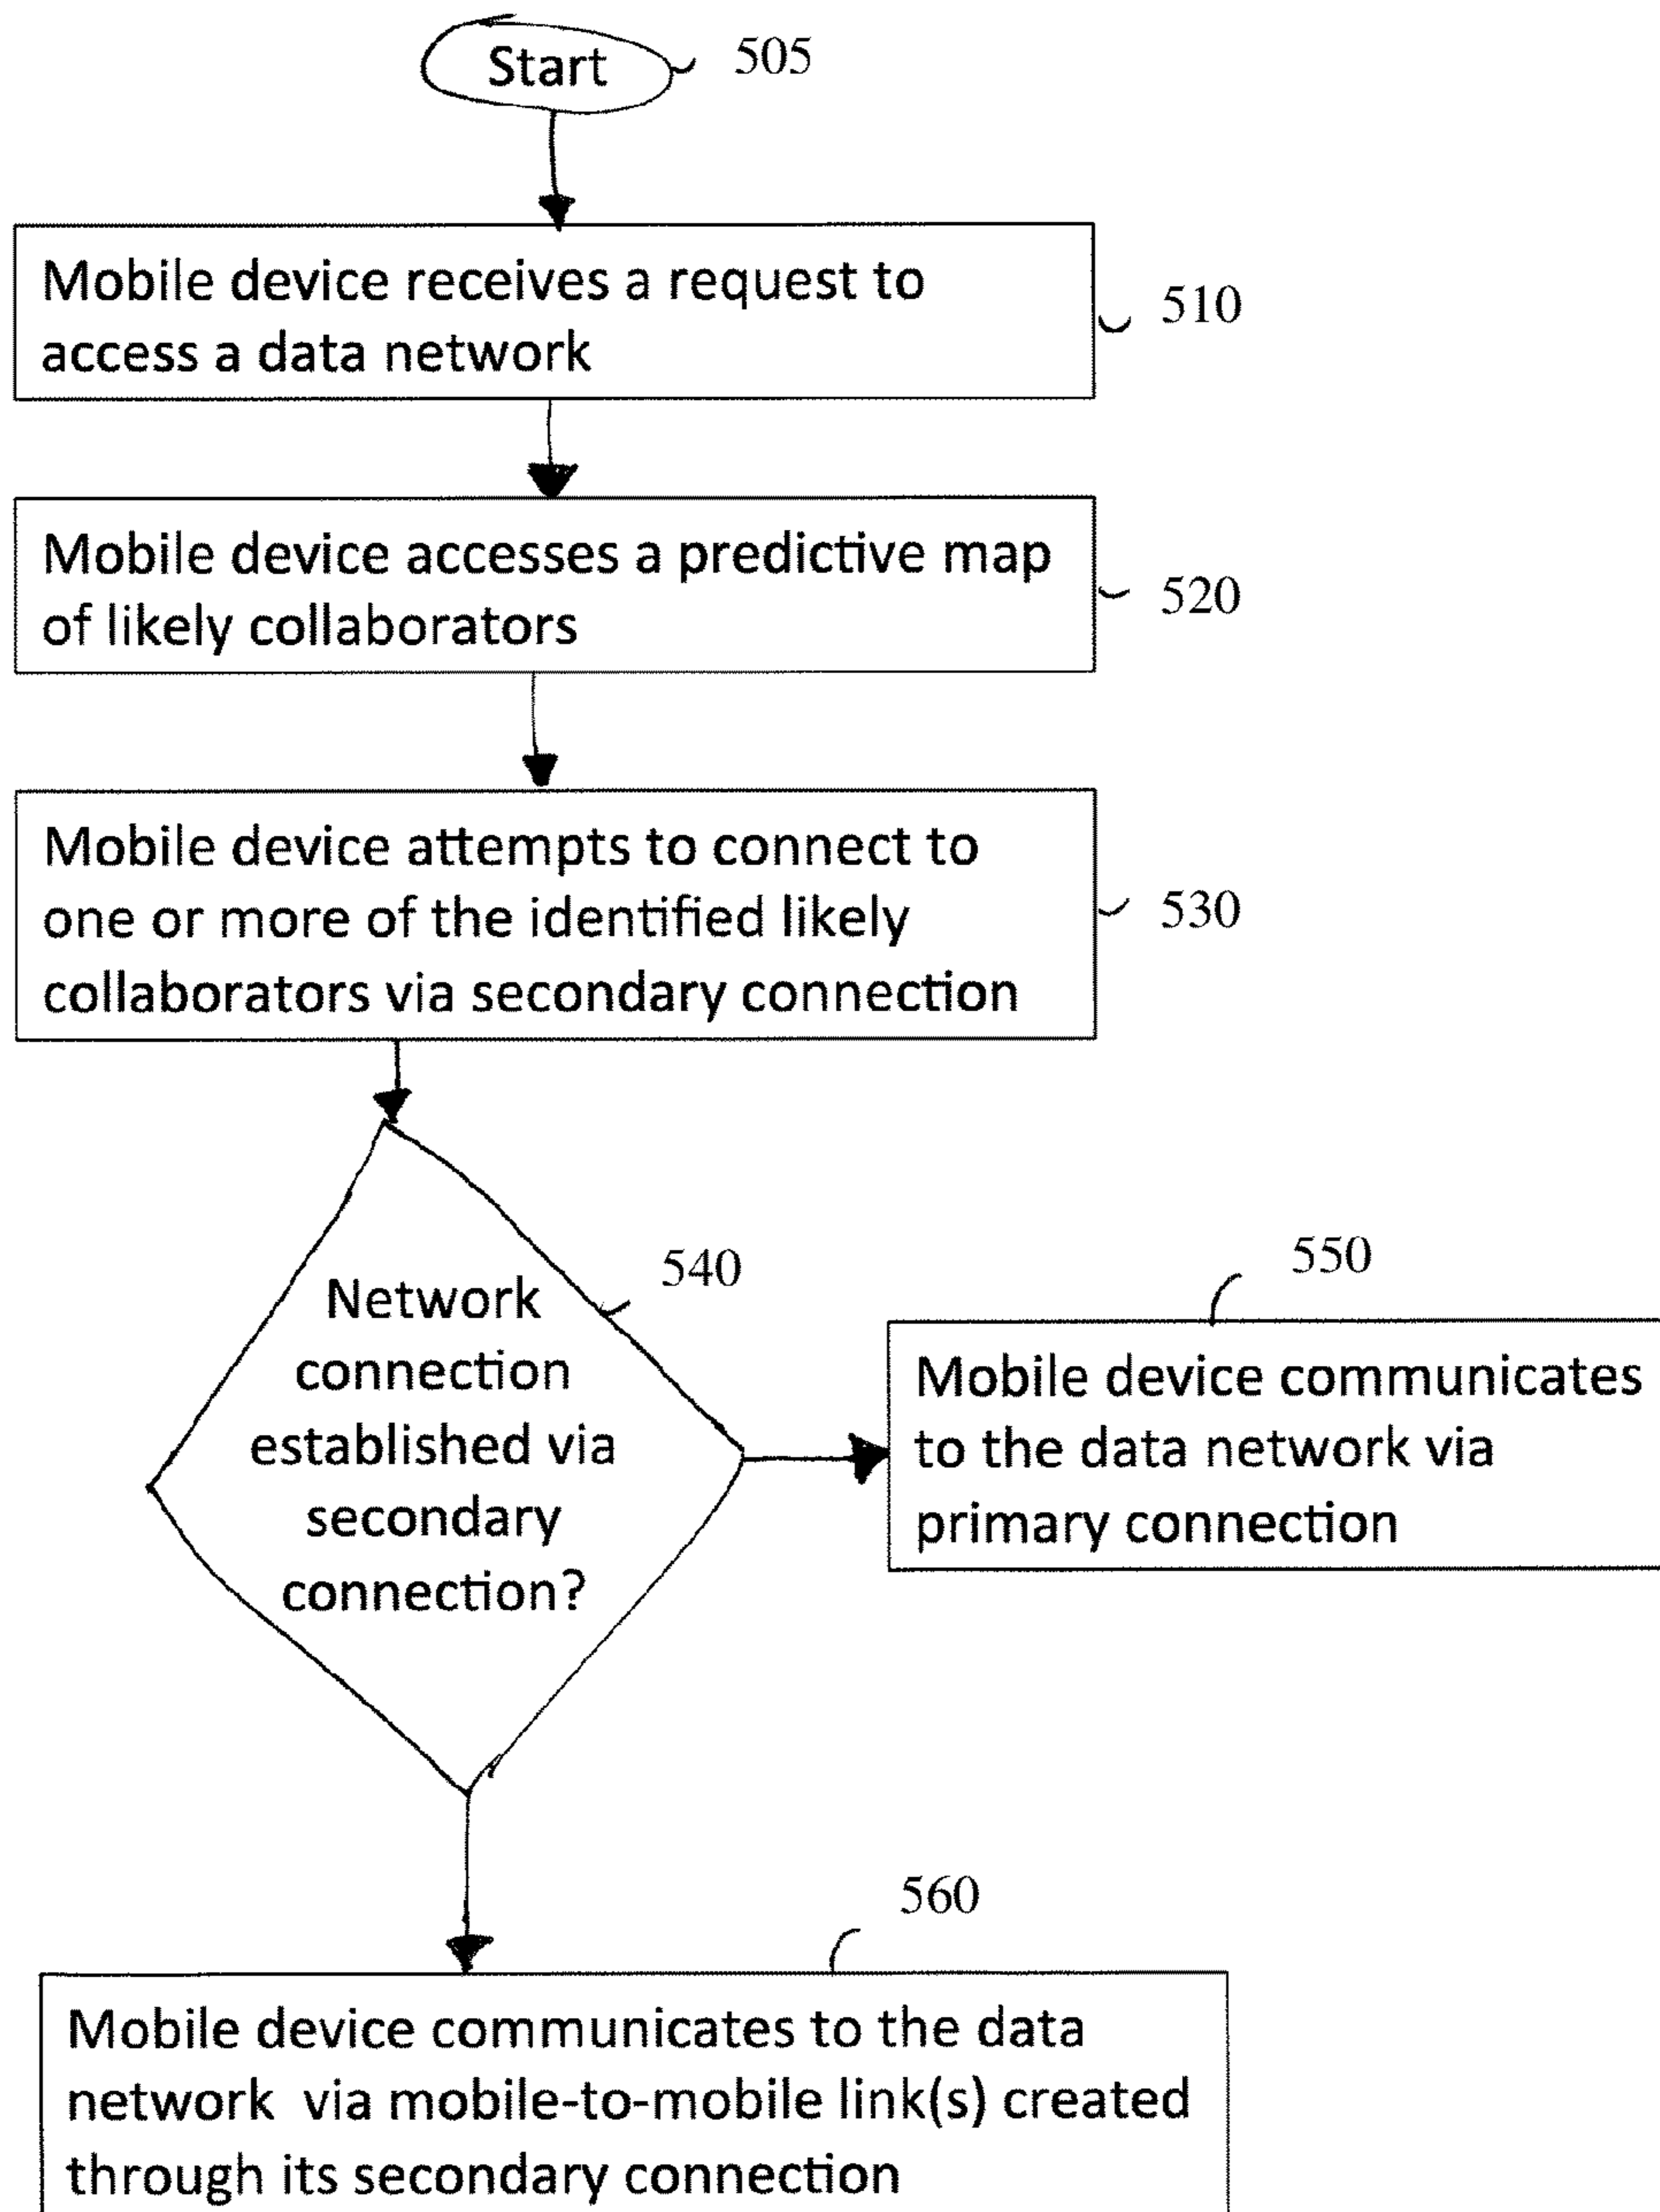 Start
505
Mobile device receives a request to
access a data network
510
Mobile device accesses a predictive map
of likely collaborators
520
Mobile device attempts to connect to
one or more of the identified likely
collaborators via secondary connection
530
Network
connection
established via
secondary
connection?
540
550
Mobile device communicates
to the data network via
primary connection
560
Mobile device communicates to the data
network via mobile-to-mobile link(s) created
through its secondary connection